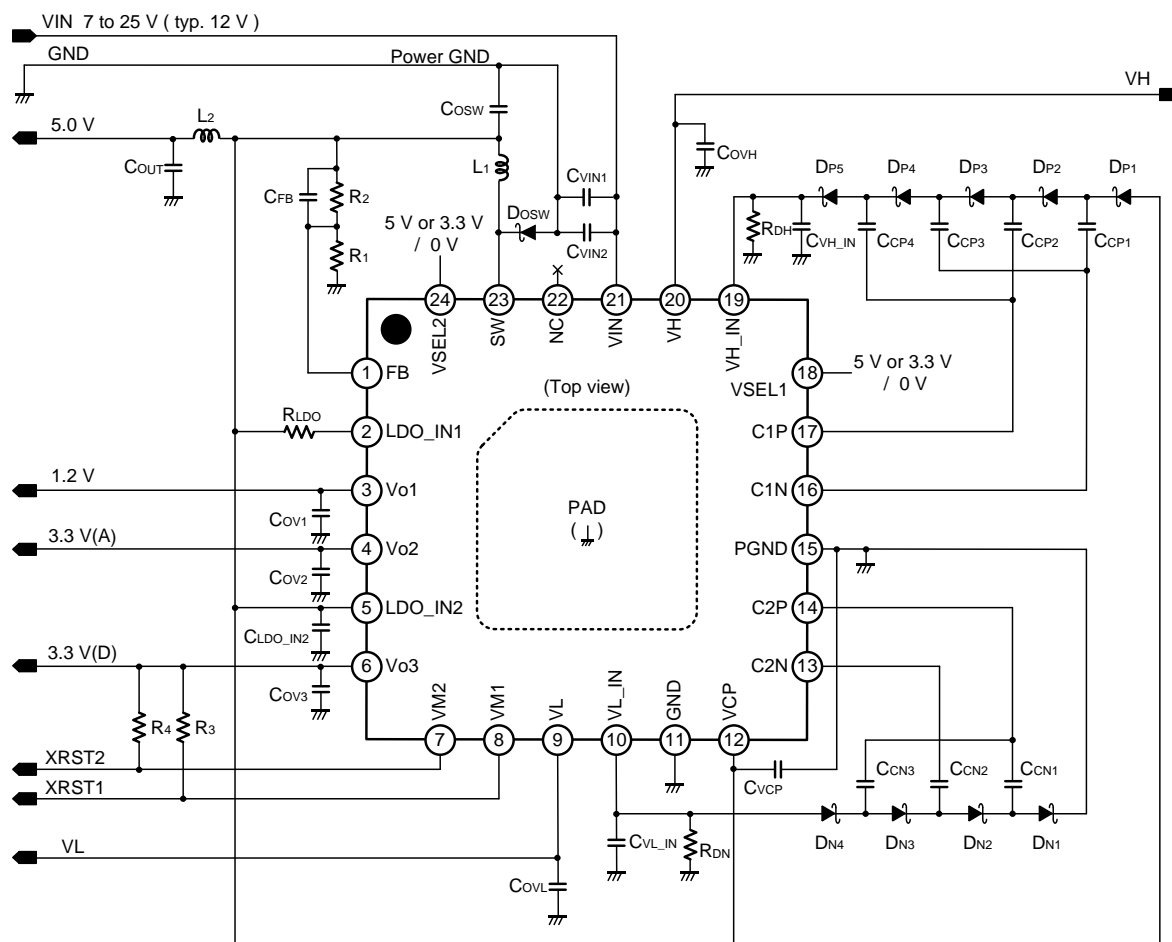 VIN 7 to 25 V ( typ. 12 V )
GND
Power GND
VH
COSW
5.0 V
L2
COUT
COVH
L1
CVIN1
CFB
R2
DOSW
CVIN2
R1
5 V or 3.3 V
/ 0 V
DP5
DP4
DP3
DP2
DP1
RDH
CVH_IN
CCP4
CCP3
CCP2
CCP1
24
23
22
21
20
19
VSEL2
SW
NC
VIN
VH
VH_IN
1
FB
(Top view)
18
VSEL1
5 V or 3.3 V
/ 0 V
RLDO
2
LDO_IN1
C1P
17
1.2 V
3
Vo1
C1N
16
COV1
PAD
( )
3.3 V(A)
4
Vo2
PGND
15
COV2
5
LDO_IN2
C2P
14
CLDO_IN2
3.3 V(D)
6
Vo3
C2N
13
COV3
R4
R3
VM2
VM1
VL
VL_IN
GND
VCP
7
8
9
10
11
12
XRST2
XRST1
CVCP
CCN3
CCN2
CCN1
DN4
DN3
DN2
DN1
CVL_IN
RDN
VL
COVL